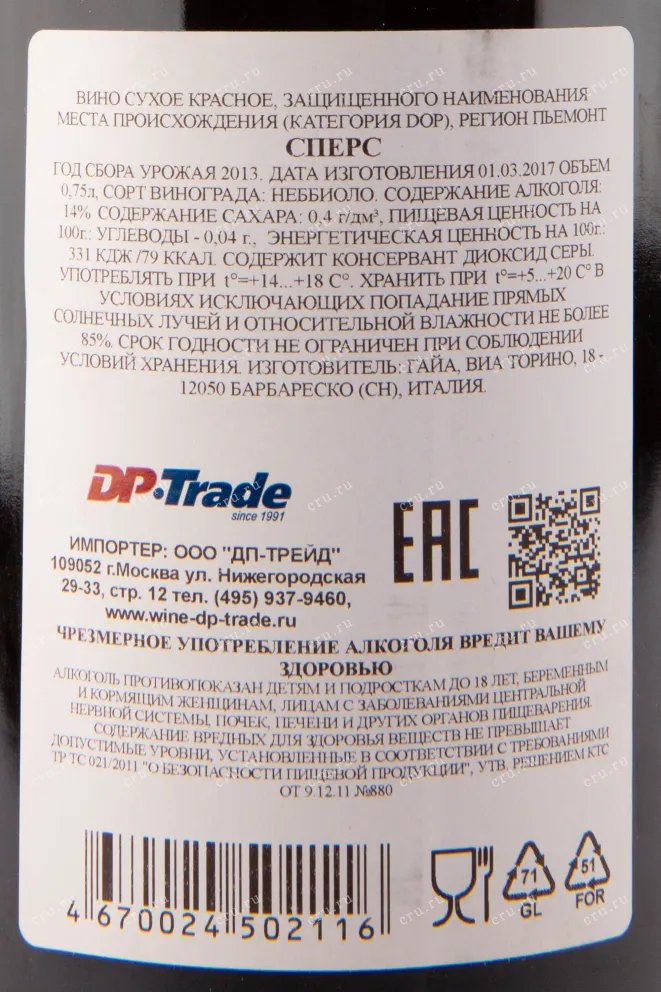 ВИНО СУХОЕ КРАСНОЕ, ЗАЩИЩЕННОГО НАИМЕНОВАНИЯ
МЕСТА ПРОИСХОЖДЕНИЯ (КАТЕГОРИЯ DOP), РЕГИОН ПЬЕМОНТ
СПЕРС
ГОД СБОРА УРОЖАЯ 2013. ДАТА ИЗГОТОВЛЕНИЯ 01.03.2017 ОБЪЕМ
0,75л, СОРТ ВИНОГРАДА: НЕББИОЛО. СОДЕРЖАНИЕ АЛКОГОЛЯ:
14% СОДЕРЖАНИЕ САХАРА: 0,4 г/дм³, ПИЩЕВАЯ ЦЕННОСТЬ НА
100г.: УГЛЕВОДЫ - 0,04 г., ЭНЕРГЕТИЧЕСКАЯ ЦЕННОСТЬ НА 100г.:
331 КДЖ /79 ККАЛ. СОДЕРЖИТ КОНСЕРВАНТ ДИОКСИД СЕРЫ.
УПОТРЕБЛЯТЬ ПРИ t°=+14...+18 С°. ХРАНИТЬ ПРИ t°=+5...+20 С° В
УСЛОВИЯХ ИСКЛЮЧАЮЩИХ ПОПАДАНИЕ ПРЯМЫХ
СОЛНЕЧНЫХ ЛУЧЕЙ И ОТНОСИТЕЛЬНОЙ ВЛАЖНОСТИ НЕ БОЛЕЕ
85%. СРОК ГОДНОСТИ НЕ ОГРАНИЧЕН ПРИ СОБЛЮДЕНИИ
УСЛОВИЙ ХРАНЕНИЯ. ИЗГОТОВИТЕЛЬ: ГАЙА, ВИА ТОРИНО, 18 -
12050 БАРБАРЕСКО (CH), ИТАЛИЯ.
DP·Trade
since 1991
ИМПОРТЕР: ООО "ДП-ТРЕЙД"
109052 г.Москва ул. Нижегородская
29-33, стр. 12 тел. (495) 937-9460,
www.wine-dp-trade.ru
EAC
ЧРЕЗМЕРНОЕ УПОТРЕБЛЕНИЕ АЛКОГОЛЯ ВРЕДИТ ВАШЕМУ
ЗДОРОВЬЮ
АЛКОГОЛЬ ПРОТИВОПОКАЗАН ДЕТЯМ И ПОДРОСТКАМ ДО 18 ЛЕТ, БЕРЕМЕННЫМ
И КОРМЯЩИМ ЖЕНЩИНАМ, ЛИЦАМ С ЗАБОЛЕВАНИЯМИ ЦЕНТРАЛЬНОЙ
НЕРВНОЙ СИСТЕМЫ, ПОЧЕК, ПЕЧЕНИ И ДРУГИХ ОРГАНОВ ПИЩЕВАРЕНИЯ.
СОДЕРЖАНИЕ ВРЕДНЫХ ДЛЯ ЗДОРОВЬЯ ВЕЩЕСТВ НЕ ПРЕВЫШАЕТ
ДОПУСТИМЫЕ УРОВНИ, УСТАНОВЛЕННЫЕ В СООТВЕТСТВИИ С ТРЕБОВАНИЯМИ
ТР ТС 021/2011 "О БЕЗОПАСНОСТИ ПИЩЕВОЙ ПРОДУКЦИИ", УТВ. РЕШЕНИЕМ КТС
ОТ 9.12.11 №880
4 670024 502116
71
GL
51
FOR
cru.ru